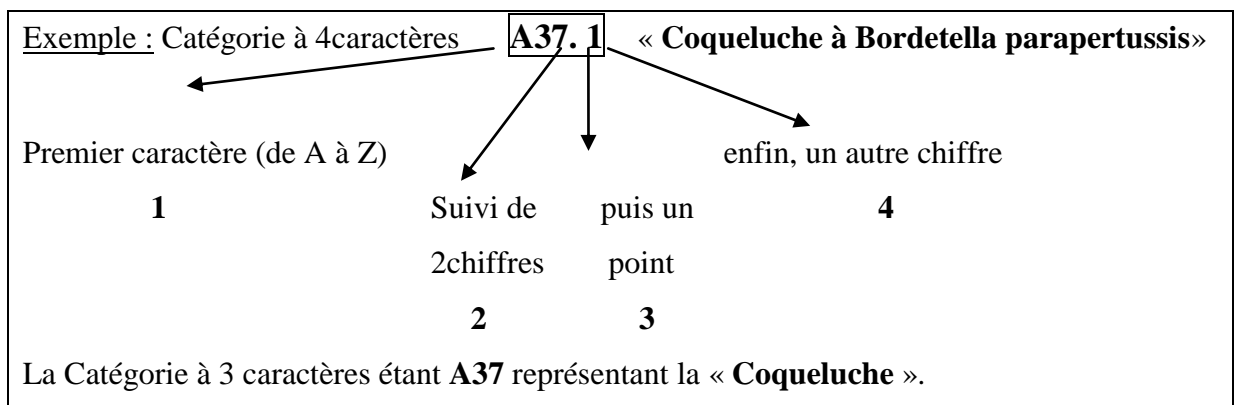 Exemple : Catégorie à 4caractères A37. 1 « Coqueluche à Bordetella parapertussis»
Premier caractère (de A à Z) enfin, un autre chiffre
1 Suivi de puis un 4
2chiffres point
2 3
La Catégorie à 3 caractères étant A37 représentant la « Coqueluche ».